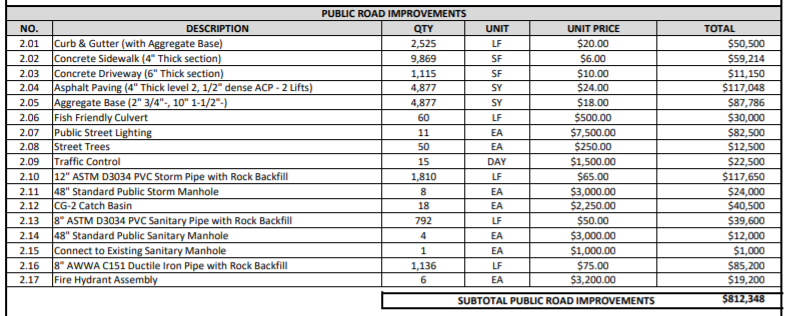 PUBLIC ROAD IMPROVEMENTS
NO. DESCRIPTION QTY UNIT UNIT PRICE TOTAL
2.01 Curb & Gutter (with Aggregate Base) 2,525 LF $20.00 $50,500
2.02 Concrete Sidewalk (4" Thick section) 9,869 SF $6.00 $59,214
2.03 Concrete Driveway (6" Thick section) 1,115 SF $10.00 $11,150
2.04 Asphalt Paving (4" Thick level 2, 1/2" dense ACP - 2 Lifts) 4,877 SY $24.00 $117,048
2.05 Aggregate Base (2" 3/4"-, 10" 1-1/2"-) 4,877 SY $18.00 $87,786
2.06 Fish Friendly Culvert 60 LF $500.00 $30,000
2.07 Public Street Lighting 11 EA $7,500.00 $82,500
2.08 Street Trees 50 EA $250.00 $12,500
2.09 Traffic Control 15 DAY $1,500.00 $22,500
2.10 12" ASTM D3034 PVC Storm Pipe with Rock Backfill 1,810 LF $65.00 $117,650
2.11 48" Standard Public Storm Manhole 8 EA $3,000.00 $24,000
2.12 CG-2 Catch Basin 18 EA $2,250.00 $40,500
2.13 8" ASTM D3034 PVC Sanitary Pipe with Rock Backfill 792 LF $50.00 $39,600
2.14 48" Standard Public Sanitary Manhole 4 EA $3,000.00 $12,000
2.15 Connect to Existing Sanitary Manhole 1 EA $1,000.00 $1,000
2.16 8" AWWA C151 Ductile Iron Pipe with Rock Backfill 1,136 LF $75.00 $85,200
2.17 Fire Hydrant Assembly 6 EA $3,200.00 $19,200
SUBTOTAL PUBLIC ROAD IMPROVEMENTS $812,348